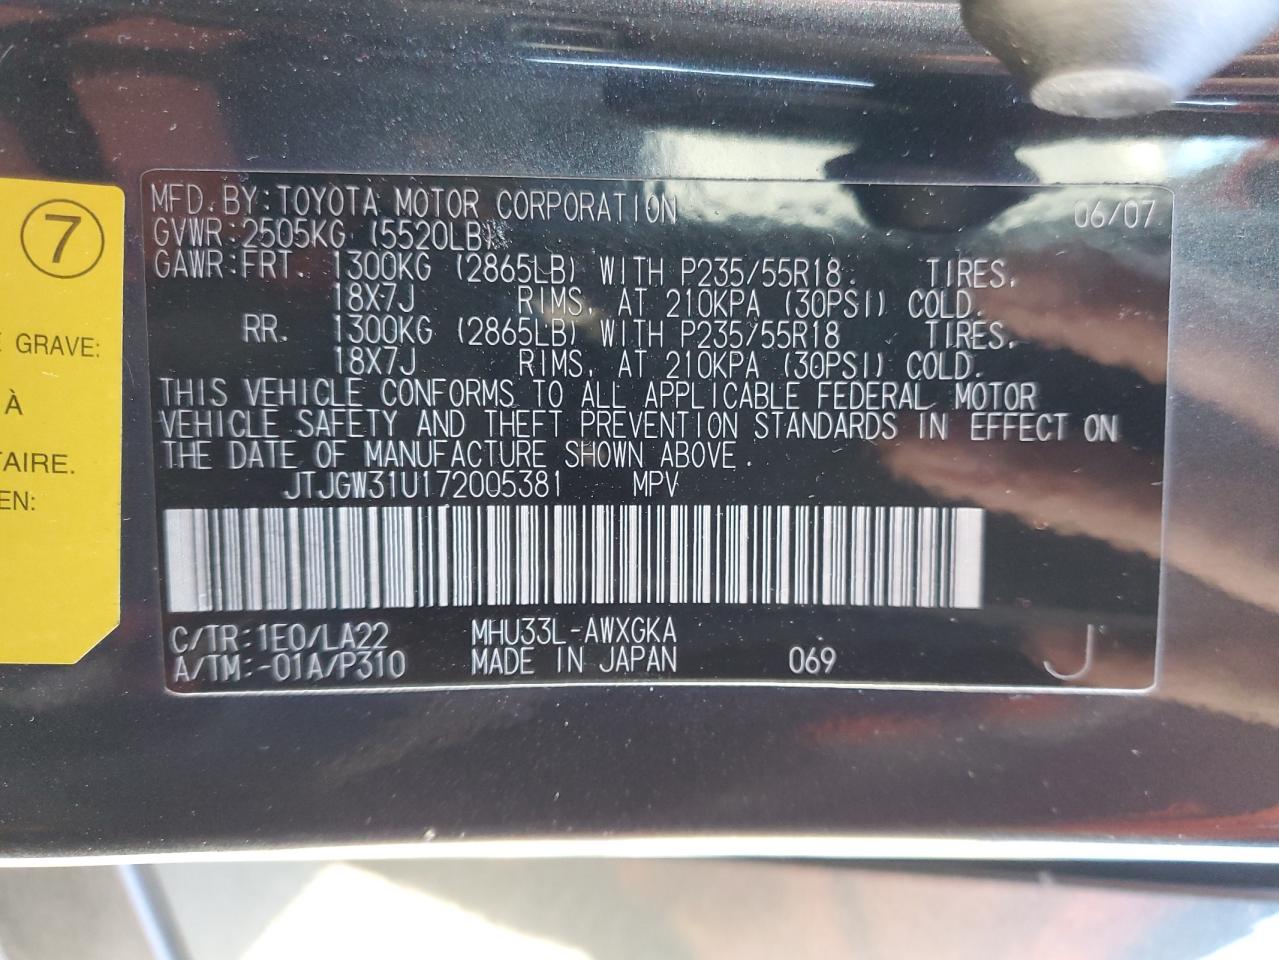 MFD. BY: TOYOTA MOTOR CORPORATION 06/07
GVWR: 2505KG (5520LB)
GAWR: FRT. 1300KG (2865LB) WITH P235/55R18 TIRES,
18X7J RIMS, AT 210KPA (30PSI) COLD.
RR. 1300KG (2865LB) WITH P235/55R18 TIRES,
18X7J RIMS, AT 210KPA (30PSI) COLD.
THIS VEHICLE CONFORMS TO ALL APPLICABLE FEDERAL MOTOR
VEHICLE SAFETY AND THEFT PREVENTION STANDARDS IN EFFECT ON
THE DATE OF MANUFACTURE SHOWN ABOVE.
JTJGW31U172005381 MPV
C/TR: 1E0/LA22 MHU33L-AWXGKA
A/TM: -01A/P310 MADE IN JAPAN 069 J
7
GRAVE:
À
TAIRE.
EN: